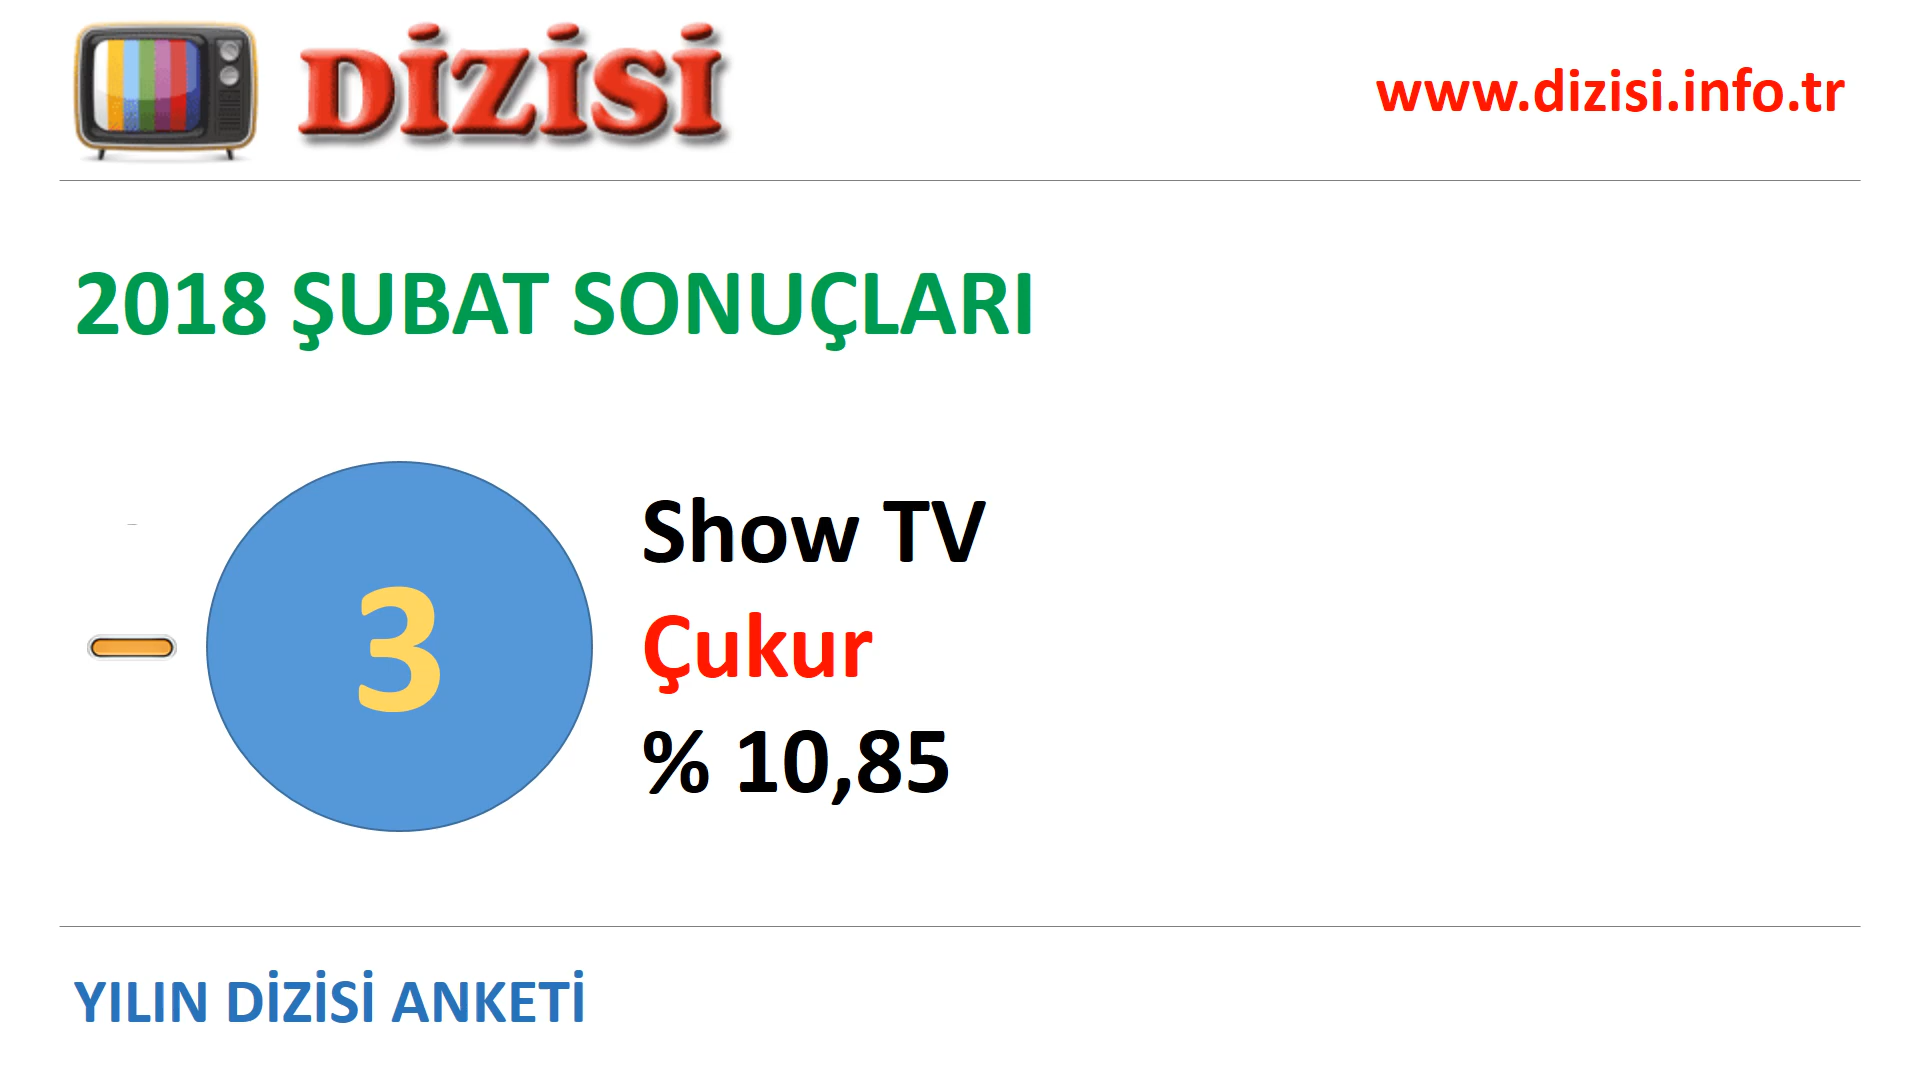 DİZİSİ
www.dizisi.info.tr
2018 ŞUBAT SONUÇLARI
3
Show TV
Çukur
% 10,85
YILIN DİZİSİ ANKETİ